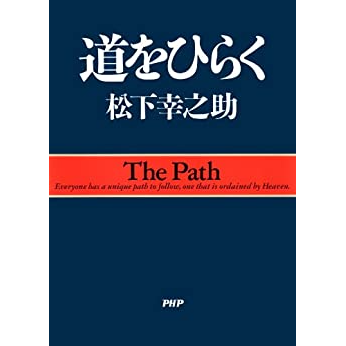 道をひらく
松下幸之助
The Path
Everyone has a unique path to follow, one that is ordained by Heaven.
PHP